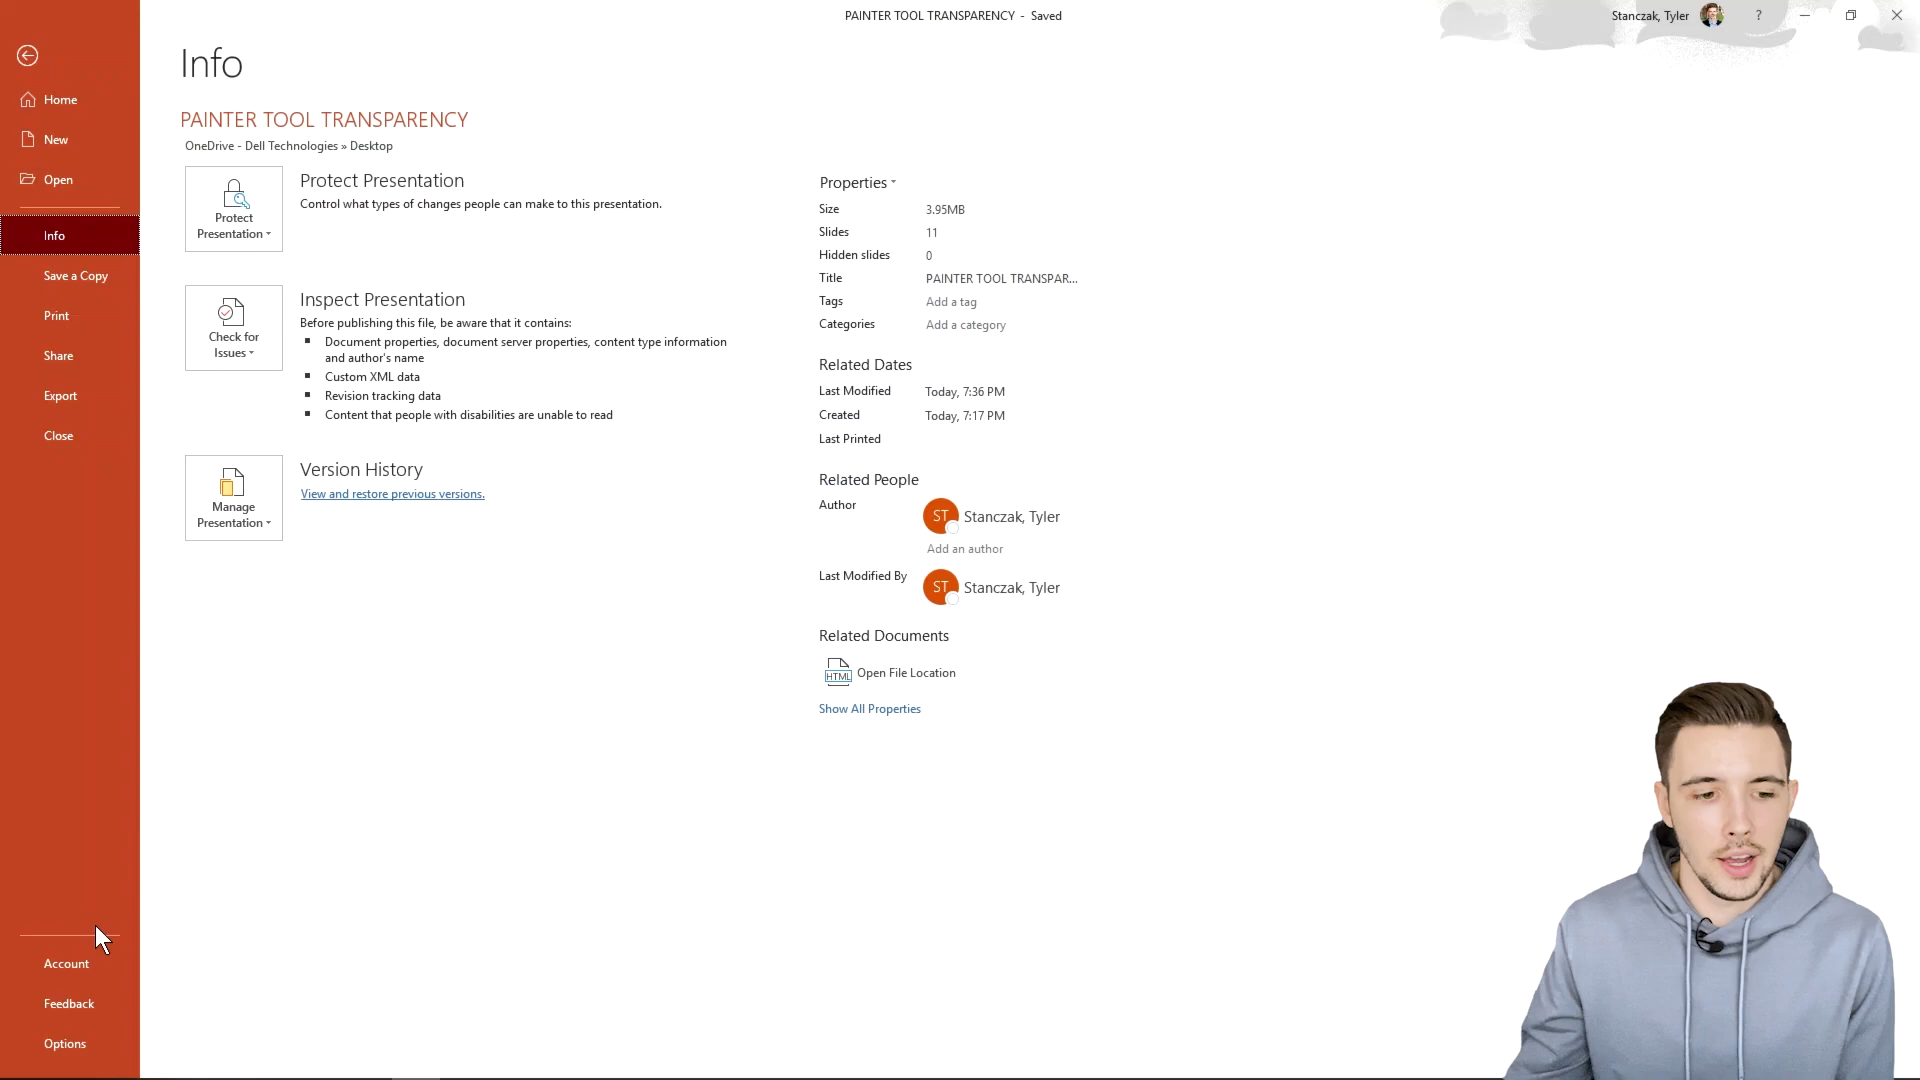 PAINTER TOOL TRANSPARENCY - Saved
Stanczak, Tyler
?
Info
Home
New
Open
Info
Save a Copy
Print
Share
Export
Close
Account
Feedback
Options
PAINTER TOOL TRANSPARENCY
OneDrive - Dell Technologies » Desktop
Protect
Presentation
Protect Presentation
Control what types of changes people can make to this presentation.
Check for
Issues
Inspect Presentation
Before publishing this file, be aware that it contains:
Document properties, document server properties, content type information
and author's name
Custom XML data
Revision tracking data
Content that people with disabilities are unable to read
Manage
Presentation
Version History
View and restore previous versions.
Properties
Size 3.95MB
Slides 11
Hidden slides 0
Title PAINTER TOOL TRANSPAR...
Tags Add a tag
Categories Add a category
Related Dates
Last Modified Today, 7:36 PM
Created Today, 7:17 PM
Last Printed
Related People
Author ST Stanczak, Tyler
Add an author
Last Modified By ST Stanczak, Tyler
Related Documents
HTML Open File Location
Show All Properties